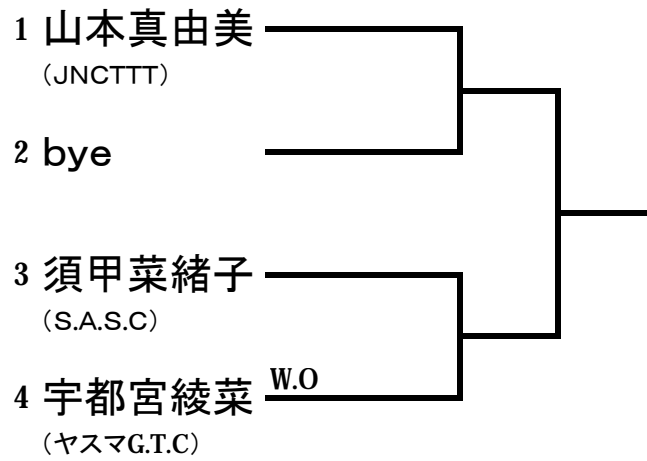 1 山本真由美
（JNCTTT）
2 bye
3 須甲菜緒子
（S.A.S.C）
4 宇都宮綾菜 W.O
（ヤスマG.T.C）